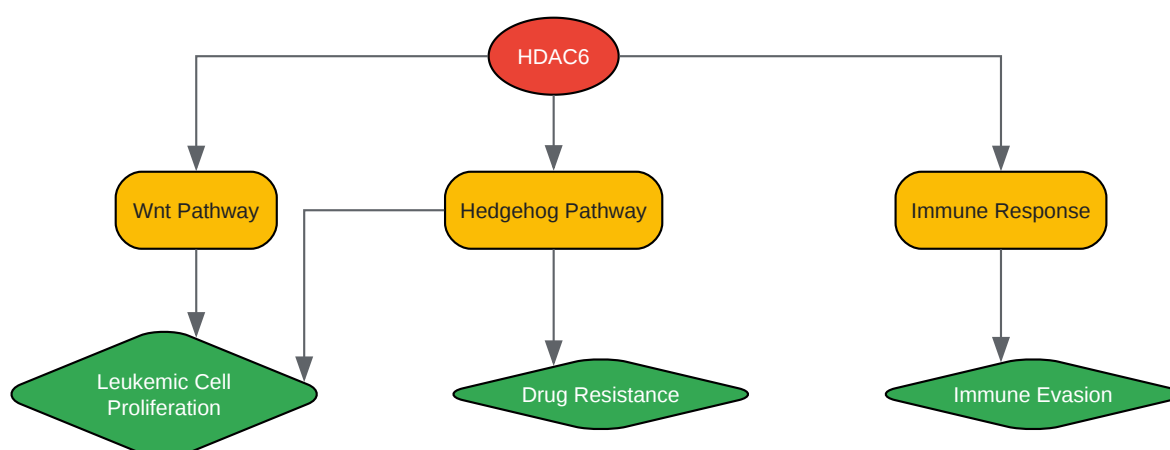 HDAC6
Wnt Pathway
Hedgehog Pathway
Immune Response
Leukemic Cell
Proliferation
Drug Resistance
Immune Evasion